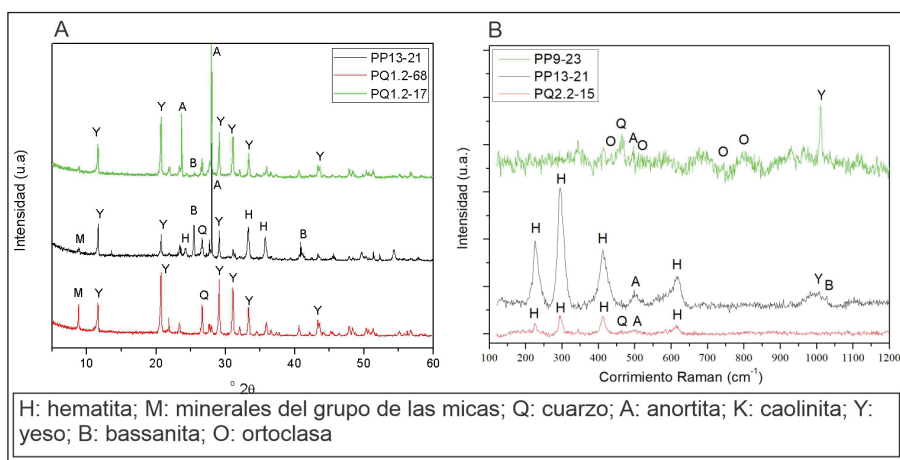 A
PP13-21
PQ1.2-68
PQ1.2-17
A
Y
Y
A
B
Y
Y
Y
Y
A
M
Y
Y
H
B
Q
Y
H
H
B
M
Y
Y
Q
Y
Y
Y
Y
5 10 20 30 40 50 60
° 2θ
Intensidad (u.a)
B
PP9-23
PP13-21
PQ2.2-15
Y
O
Q
A
O
O
O
H
H
H
A
H
Y
B
H
H
H
Q
A
H
100 200 300 400 500 600 700 800 900 1000 1100 1200
Corrimiento Raman (cm-1)
Intensidad (u.a.)
H: hematita; M: minerales del grupo de las micas; Q: cuarzo; A: anortita; K: caolinita; Y:
yeso; B: bassanita; O: ortoclasa